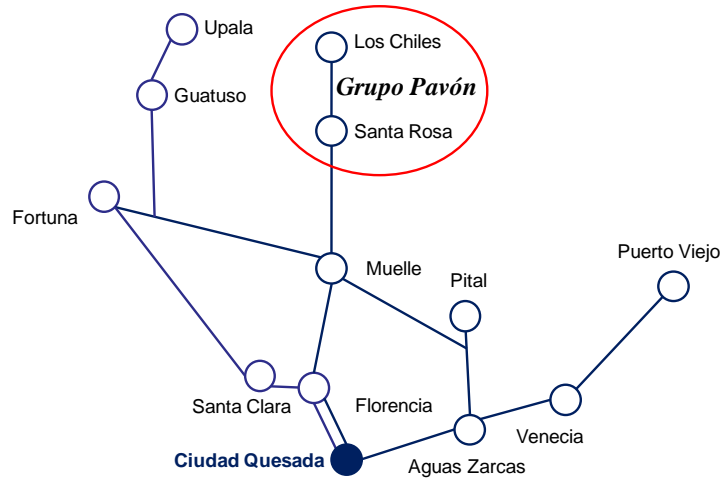 Upala
Los Chiles
Grupo Pavón
Guatuso
Santa Rosa
Fortuna
Puerto Viejo
Muelle
Pital
Santa Clara
Florencia
Venecia
Ciudad Quesada
Aguas Zarcas